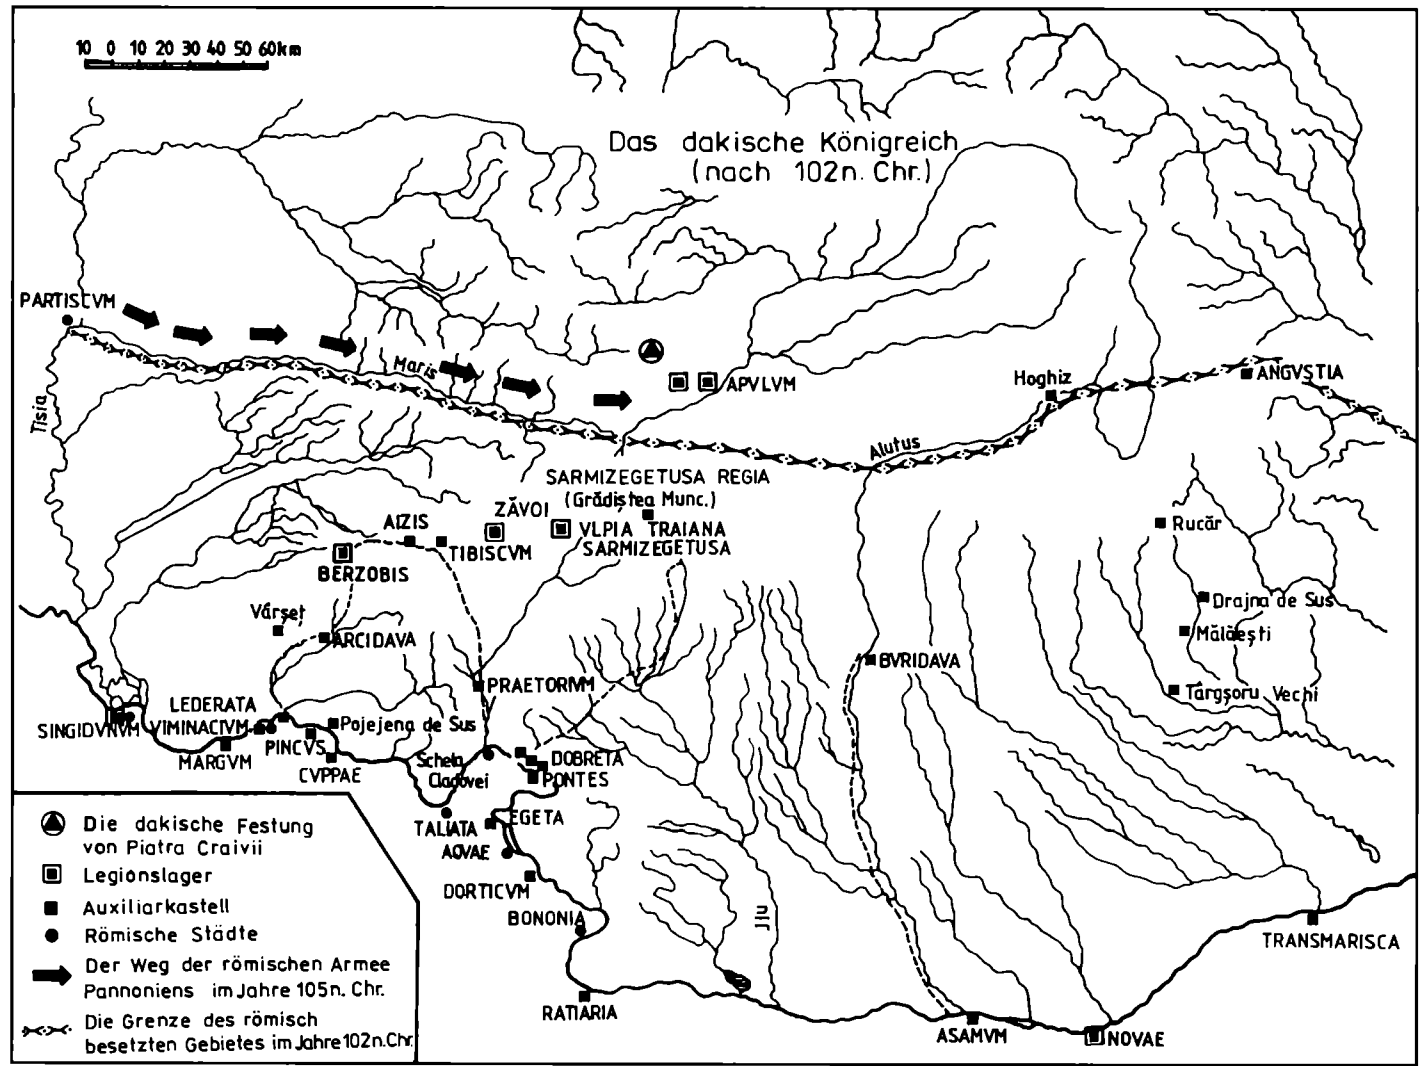 10 0 10 20 30 40 50 60km
Das dakische Königreich
(nach 102n. Chr.)
PARTISCVM
Maris
Tisia
APVLVM
Hoghiz
ANGVSTIA
Alutus
SARMIZEGETUSA REGIA
(Grădiștea Munc.)
ZĂVOI
AIZIS
TIBISCVM
VLPIA TRAIANA
SARMIZEGETUSA
BERZOBIS
Rucăr
Vârșeț
ARCIDAVA
Drajna de Sus
Mălăești
BVRIDAVA
PRAETORIVM
Târgșoru Vechi
LEDERATA
SINGIDVNVM
VIMINACIVM
Pojejena de Sus
PINCVS
MARGVM
CVPPAE
Schela
Cladovei
DOBRETA
PONTES
TALIATA
EGETA
AQVAE
DORTICVM
BONONIA
Jiu
RATIARIA
ASAMVM
NOVAE
TRANSMARISCA
Die dakische Festung
von Piatra Craivii
Legionslager
Auxiliarkastell
Römische Städte
Der Weg der römischen Armee
Pannoniens im Jahre 105n. Chr.
Die Grenze des römisch
besetzten Gebietes im Jahre 102n.Chr.